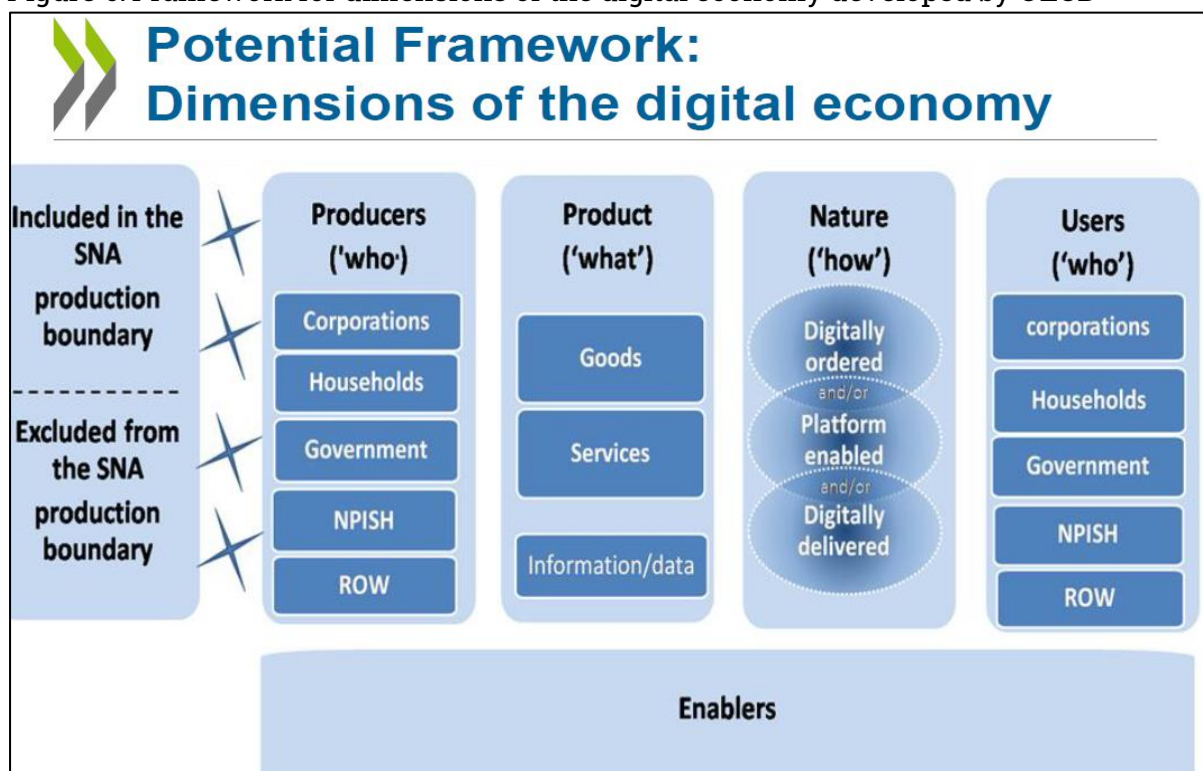 Potential Framework:
Dimensions of the digital economy
Included in the
SNA
production
boundary
Excluded from
the SNA
production
boundary
Producers
('who')
Corporations
Households
Government
NPISH
ROW
Product
('what')
Goods
Services
Information/data
Nature
('how')
Digitally
ordered
and/or
Platform
enabled
and/or
Digitally
delivered
Users
('who')
corporations
Households
Government
NPISH
ROW
Enablers